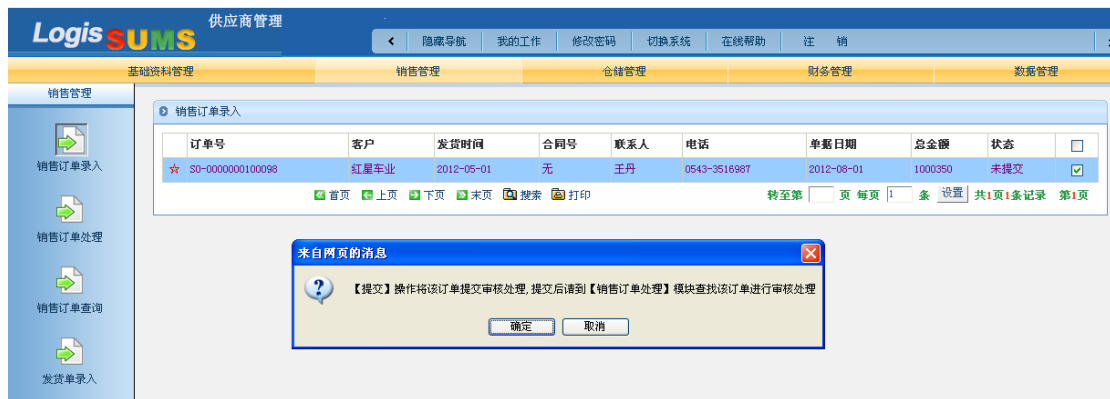 Logis SUMS 供应商管理
隐藏导航 我的工作 修改密码 切换系统 在线帮助 注 销
基础资料管理 销售管理 仓储管理 财务管理 数据管理
销售管理
销售订单录入
销售订单处理
销售订单查询
发货单录入
销售订单录入
订单号 客户 发货时间 合同号 联系人 电话 单据日期 总金额 状态
SO-0000000100098 红星车业 2012-05-01 无 王丹 0543-3516987 2012-08-01 1000350 未提交
首页 上页 下页 末页 搜索 打印 转至第 页 每页 1 条 设置 共1页1条记录 第1页
来自网页的消息
【提交】操作将该订单提交审核处理,提交后请到【销售订单处理】模块查找该订单进行审核处理
确定 取消